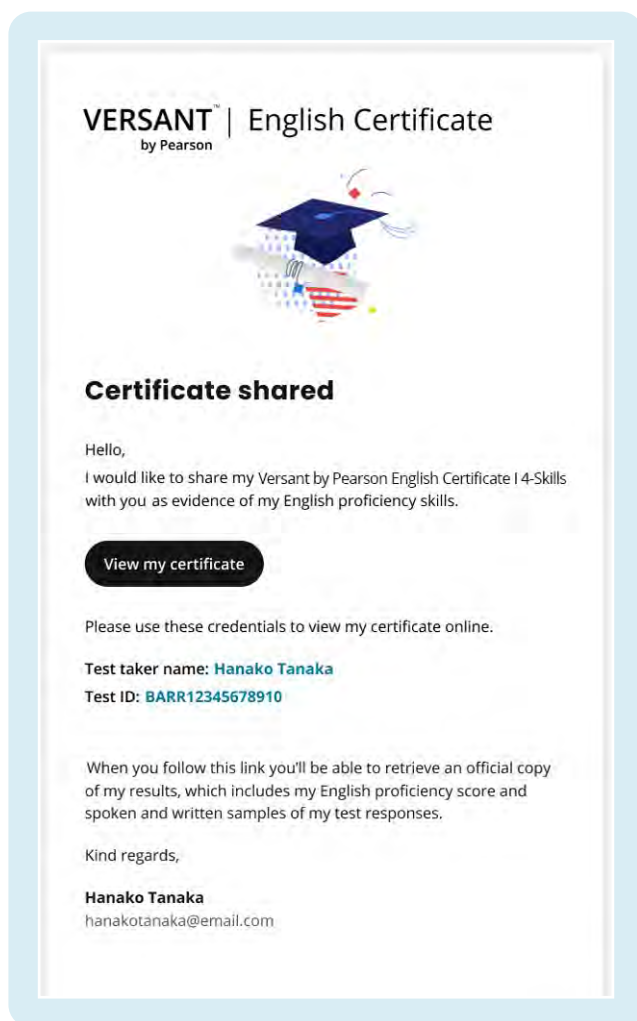 VERSANT™ | English Certificate
by Pearson
Certificate shared
Hello,
I would like to share my Versant by Pearson English Certificate I 4-Skills
with you as evidence of my English proficiency skills.
View my certificate
Please use these credentials to view my certificate online.
Test taker name: Hanako Tanaka
Test ID: BARR12345678910
When you follow this link you'll be able to retrieve an official copy
of my results, which includes my English proficiency score and
spoken and written samples of my test responses.
Kind regards,
Hanako Tanaka
hanakotanaka@email.com